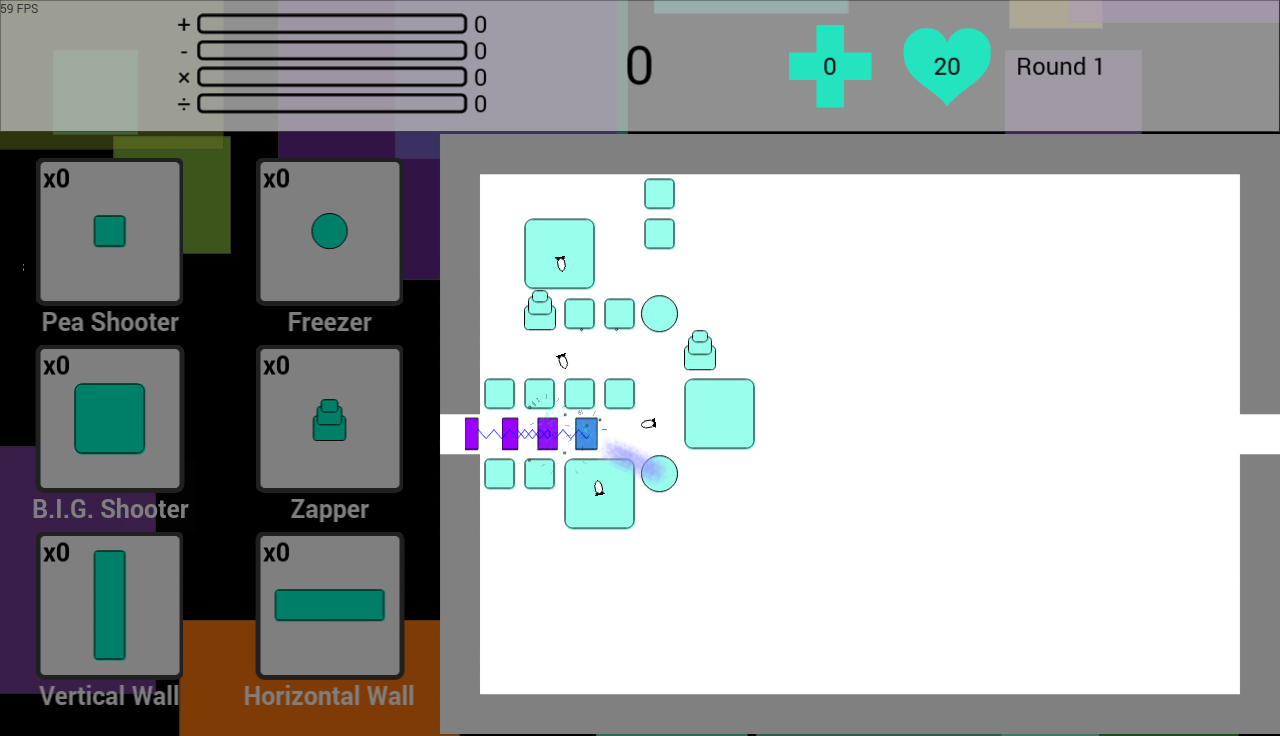 59 FPS
+ 0
- 0
× 0
÷ 0
0
0
20
Round 1
x0
x0
Pea Shooter
Freezer
x0
x0
B.I.G. Shooter
Zapper
x0
x0
Vertical Wall
Horizontal Wall